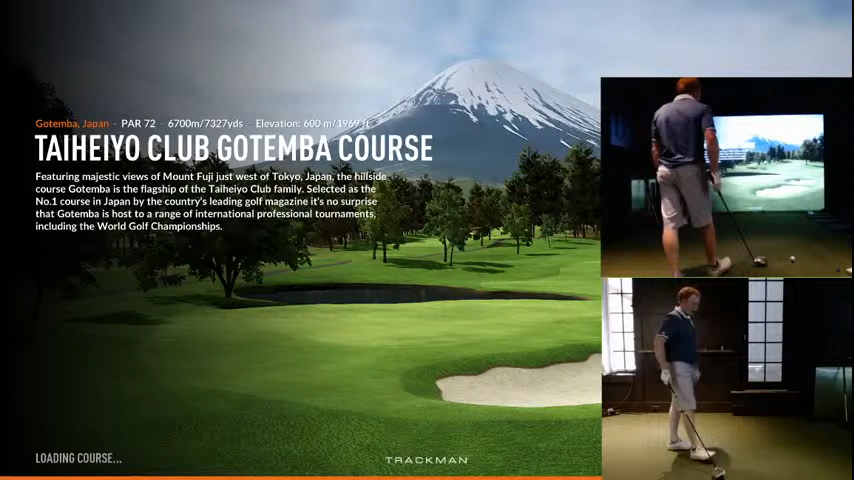 Gotemba, Japan - PAR 72 - 6700m/7327yds - Elevation: 600 m/1969 ft
TAIHEIYO CLUB GOTEMBA COURSE
Featuring majestic views of Mount Fuji just west of Tokyo, Japan, the hillside
course Gotemba is the flagship of the Taiheiyo Club family. Selected as the
No.1 course in Japan by the country's leading golf magazine it's no surprise
that Gotemba is host to a range of international professional tournaments,
including the World Golf Championships.
LOADING COURSE...
TRACKMAN